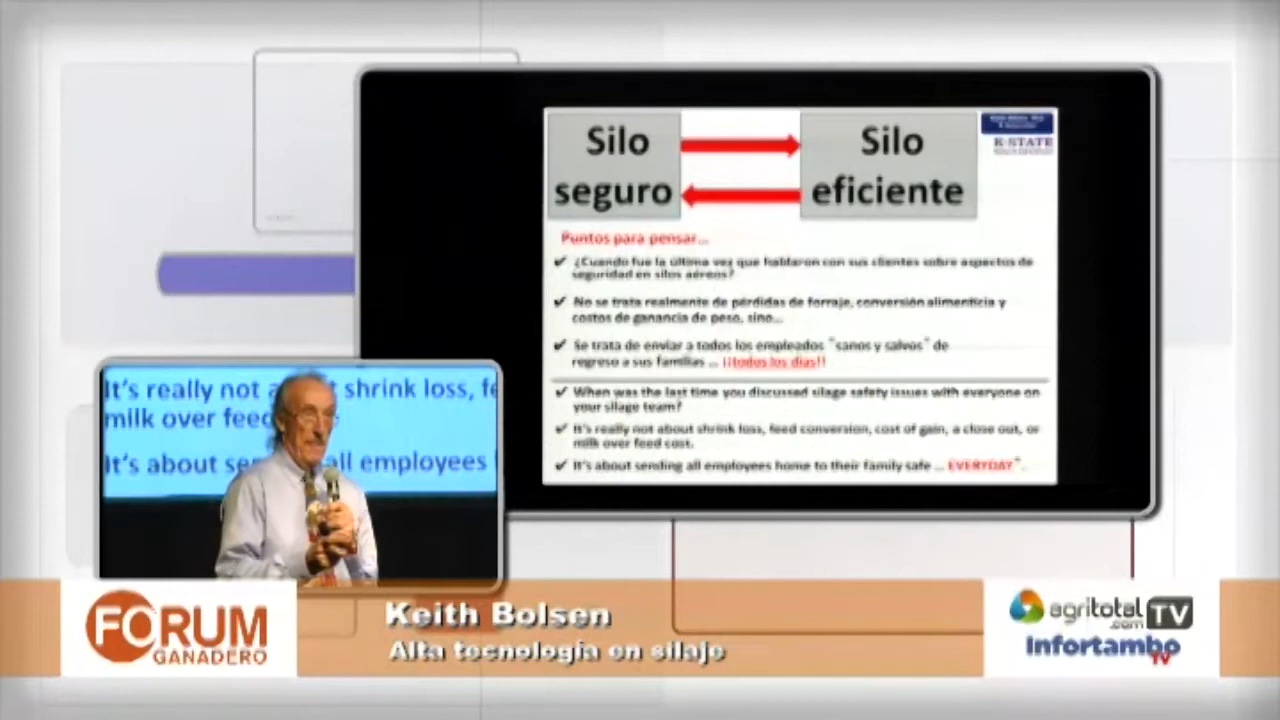 Silo
seguro
Silo
eficiente
K-STATE
Puntos para pensar...
✔ ¿Cuando fue la última vez que hablaron con sus clientes sobre aspectos de
seguridad en silos aéreos?
✔ No se trata realmente de pérdidas de forraje, conversión alimenticia y
costos de ganancia de peso, sino...
✔ Se trata de enviar a todos los empleados "sanos y salvos" de
regreso a sus familias ... ¡¡todos los días!!
✔ When was the last time you discussed silage safety issues with everyone on
your silage team?
✔ It's really not about shrink loss, feed conversion, cost of gain, a close out, or
milk over feed cost.
✔ It's about sending all employees home to their family safe ... EVERYDAY".
It's really not a t shrink loss, fe
milk over feed
It's about se all employees
FORUM
GANADERO
Keith Bolsen
Alta tecnologia en silaje
agritotal
.com
TV
Infortambo
TV